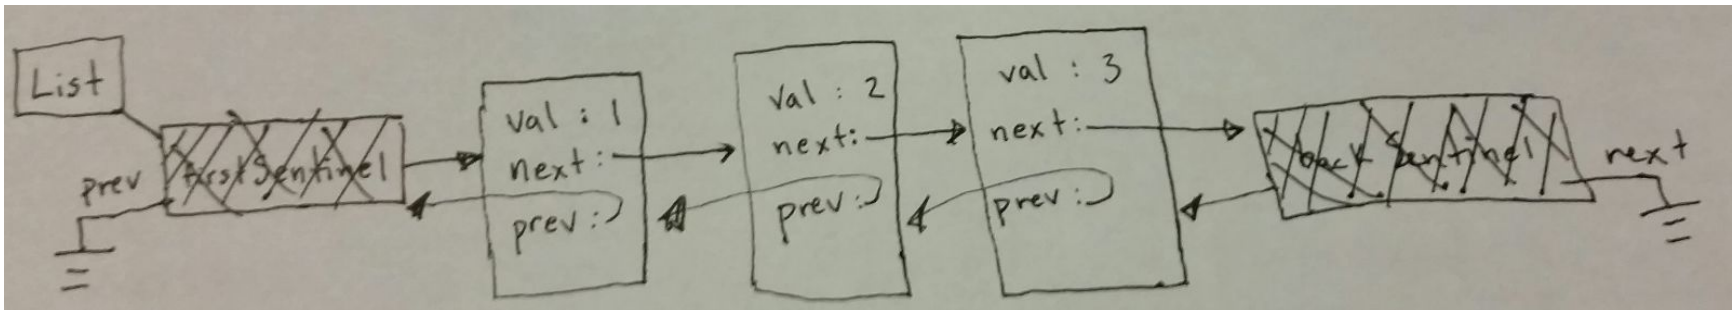 List
prev
firstSentinel
val : 1
next:
prev:
val : 2
next:
prev:
val : 3
next:
prev:
back Sentinel
next